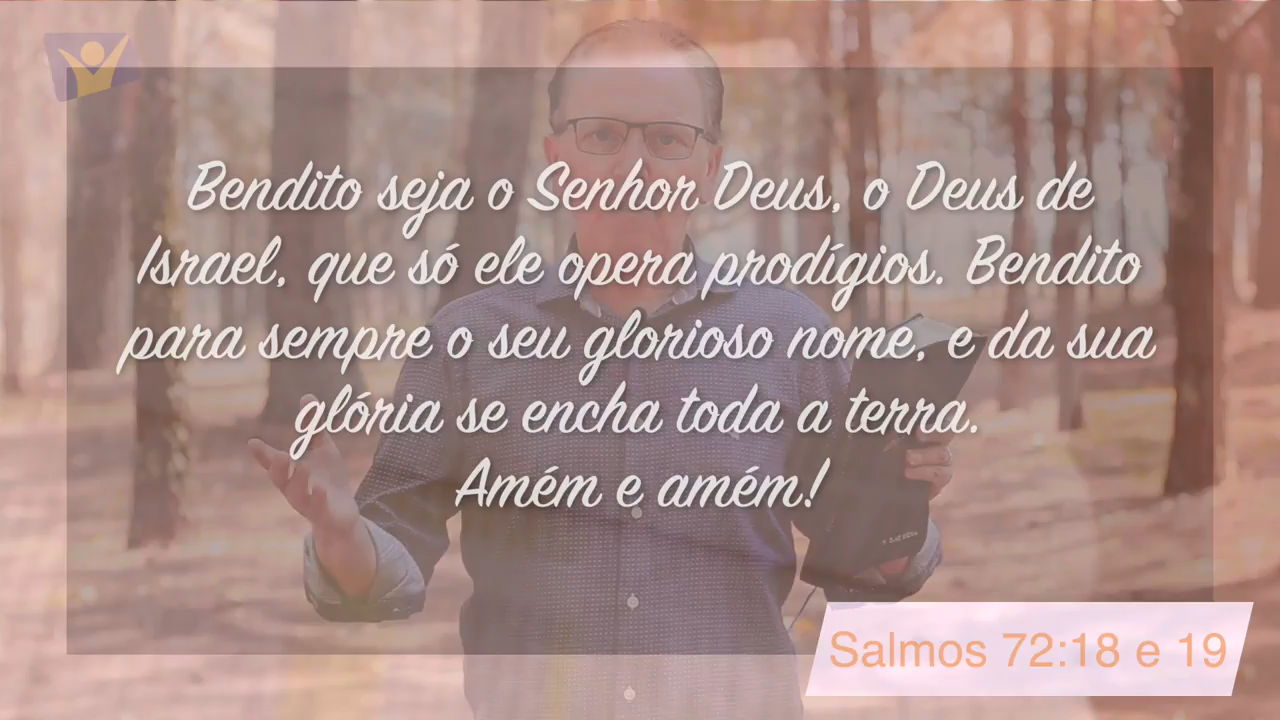 Bendito seja o Senhor Deus, o Deus de
Israel, que só ele opera prodígios. Bendito
para sempre o seu glorioso nome, e da sua
glória se encha toda a terra.
Amém e amém!
Salmos 72:18 e 19